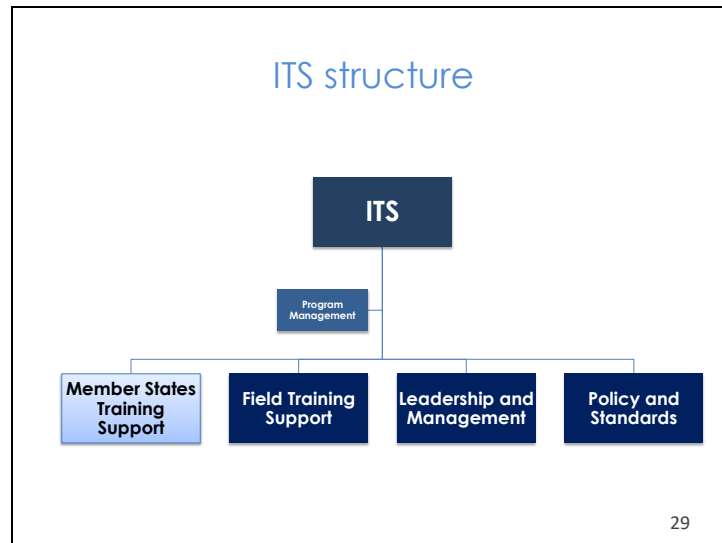 ITS structure
ITS
Program
Management
Member States
Training
Support
Field Training
Support
Leadership and
Management
Policy and
Standards
29